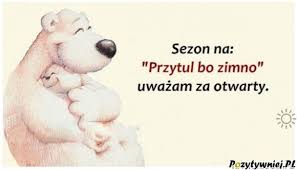 Sezon na:
"Przytul bo zimno"
uważam za otwarty.
Pozytywniej.Pl